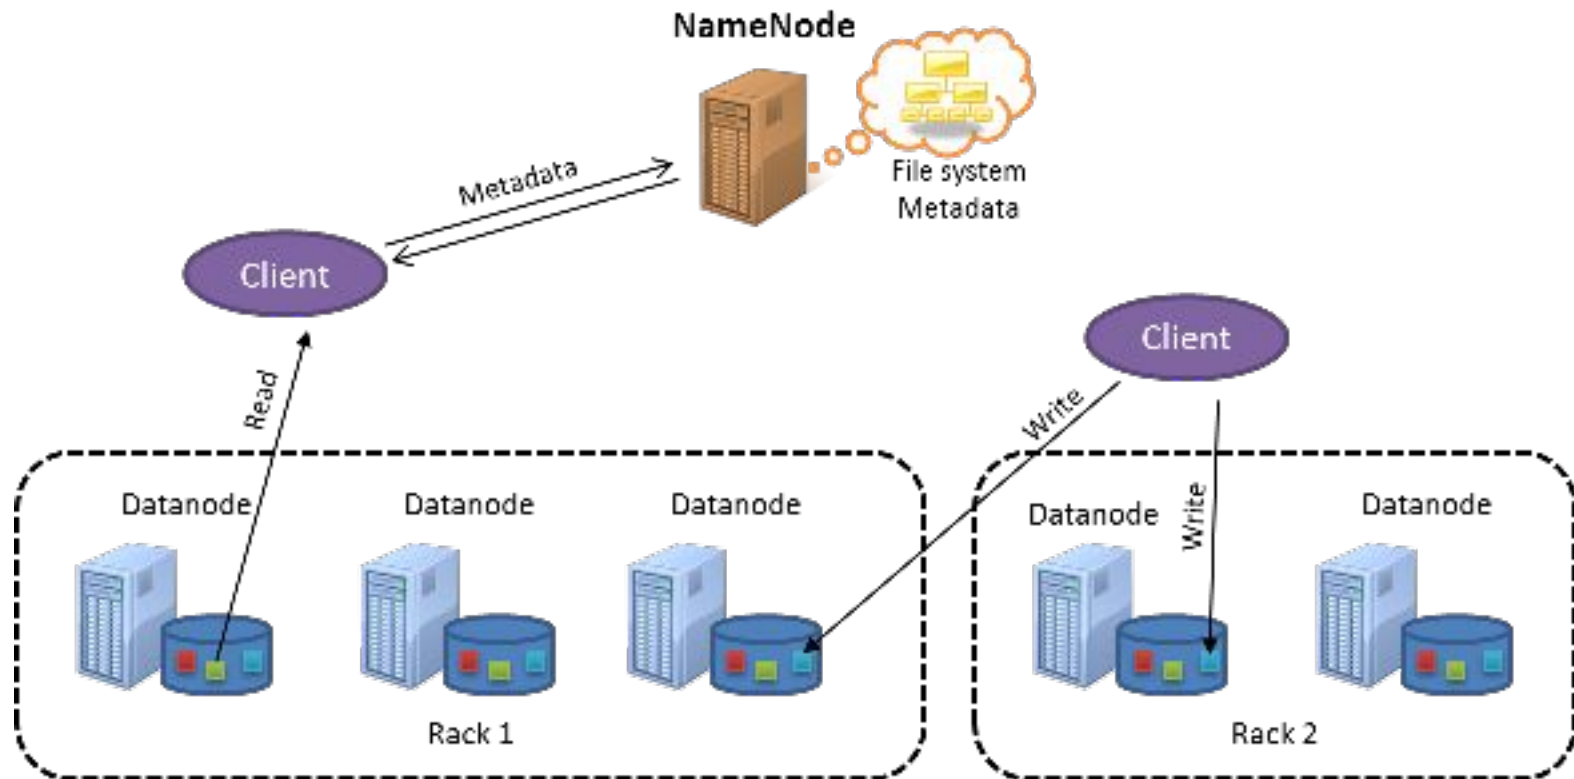 NameNode
File system
Metadata
Metadata
Client
Client
Read
Write
Write
Datanode
Datanode
Datanode
Datanode
Datanode
Rack 1
Rack 2